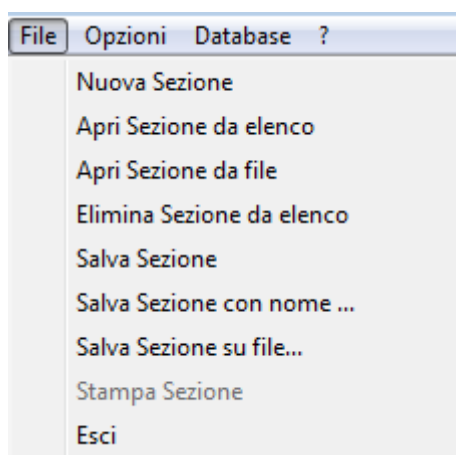 File Opzioni Database ?
Nuova Sezione
Apri Sezione da elenco
Apri Sezione da file
Elimina Sezione da elenco
Salva Sezione
Salva Sezione con nome ...
Salva Sezione su file...
Stampa Sezione
Esci